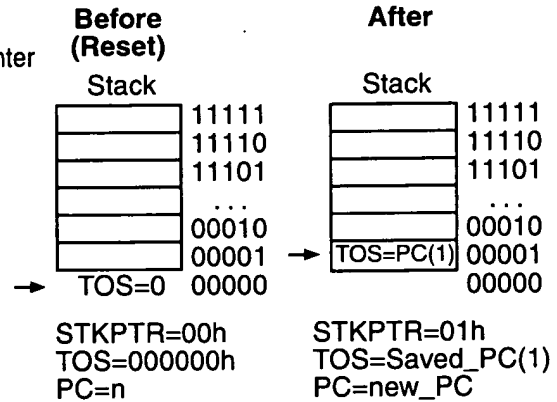 Before
(Reset)
After
Stack
Stack
11111
11110
11101
. . .
00010
00001
TOS=0 00000
11111
11110
11101
. . .
00010
TOS=PC(1) 00001
00000
STKPTR=00h
TOS=000000h
PC=n
STKPTR=01h
TOS=Saved_PC(1)
PC=new_PC